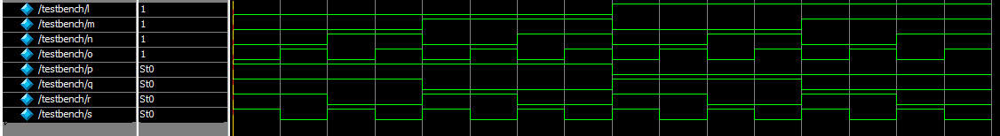 /testbench/l 1
/testbench/m 1
/testbench/n 1
/testbench/o 1
/testbench/p St0
/testbench/q St0
/testbench/r St0
/testbench/s St0